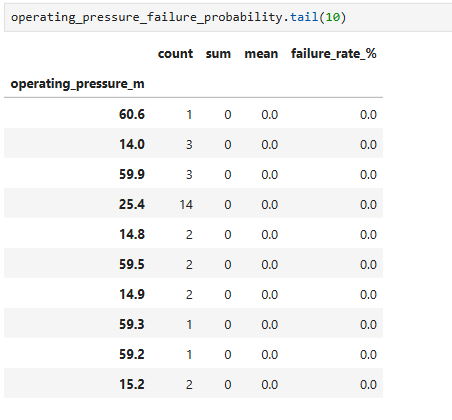 operating_pressure_failure_probability.tail(10)
count sum mean failure_rate_%
operating_pressure_m
60.6 1 0 0.0 0.0
14.0 3 0 0.0 0.0
59.9 3 0 0.0 0.0
25.4 14 0 0.0 0.0
14.8 2 0 0.0 0.0
59.5 2 0 0.0 0.0
14.9 2 0 0.0 0.0
59.3 1 0 0.0 0.0
59.2 1 0 0.0 0.0
15.2 2 0 0.0 0.0